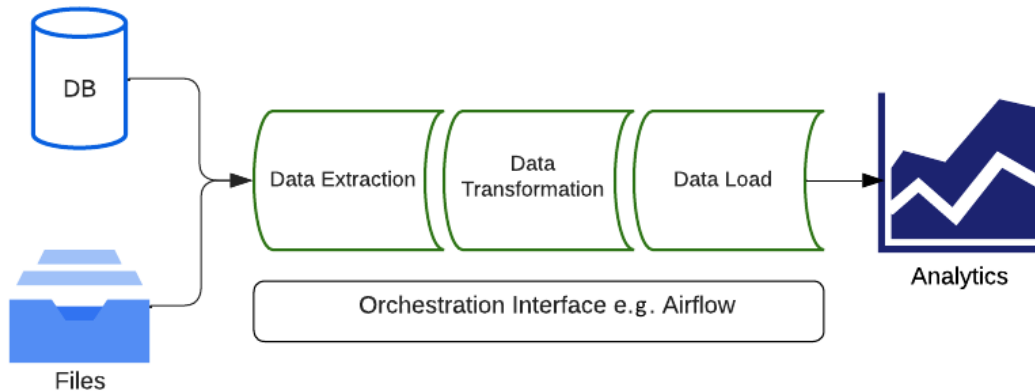 DB
Data Extraction
Data
Transformation
Data Load
Analytics
Orchestration Interface e.g. Airflow
Files